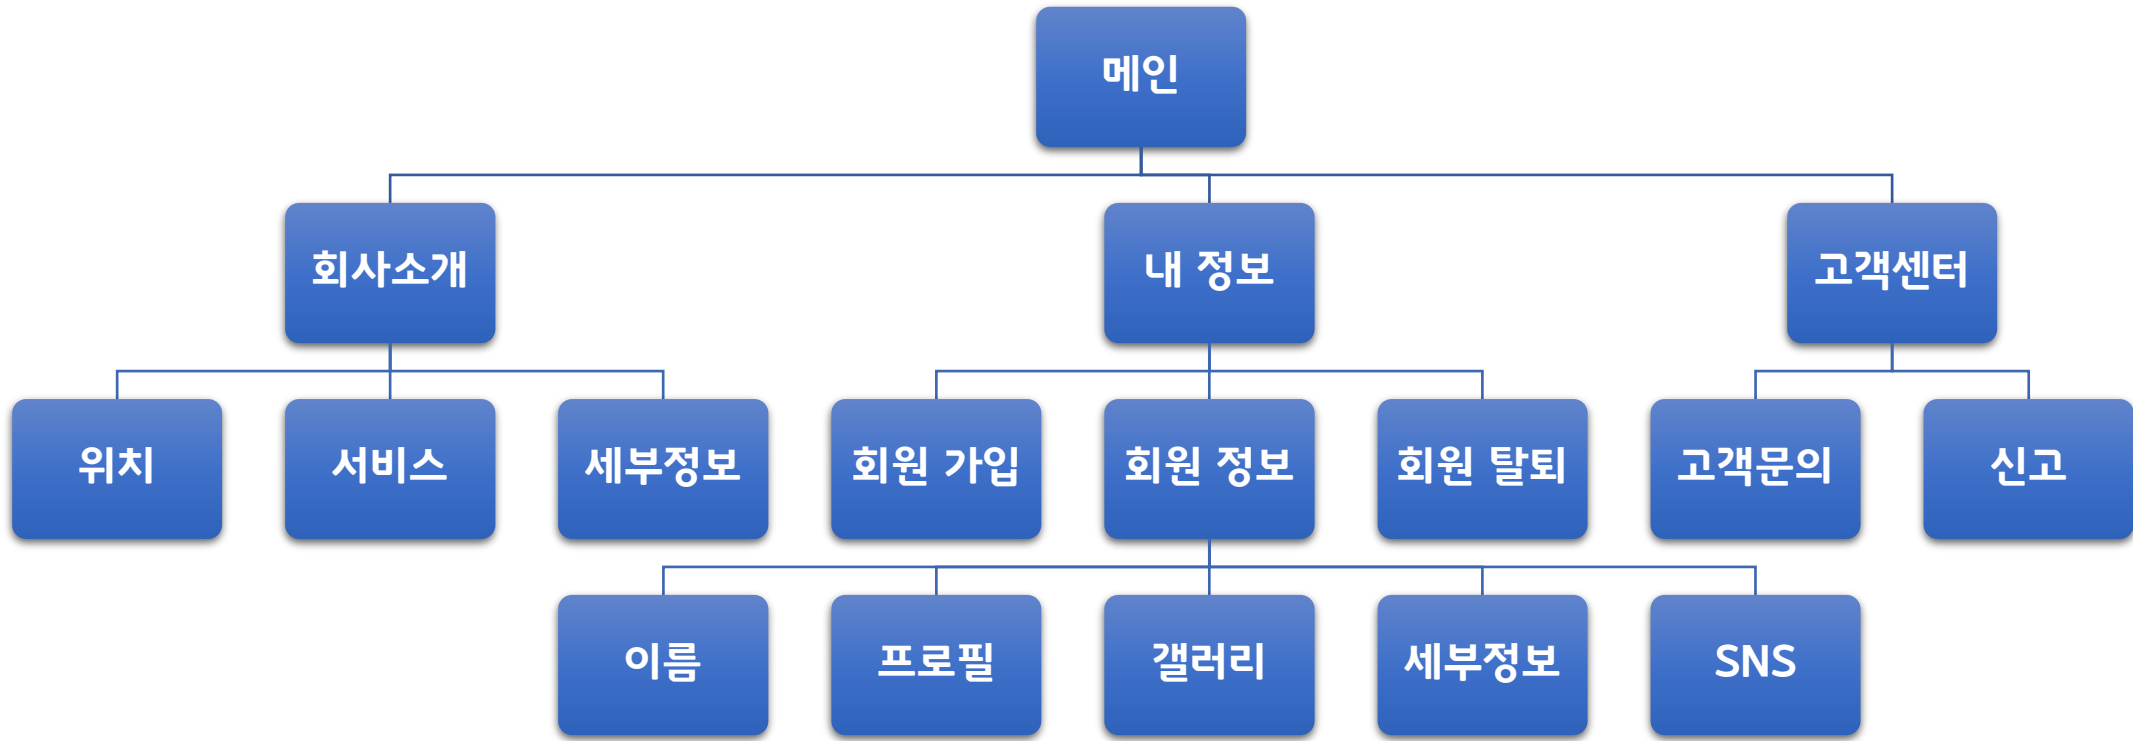 메인
회사소개
내 정보
고객센터
위치
서비스
세부정보
회원 가입
회원 정보
회원 탈퇴
고객문의
신고
이름
프로필
갤러리
세부정보
SNS